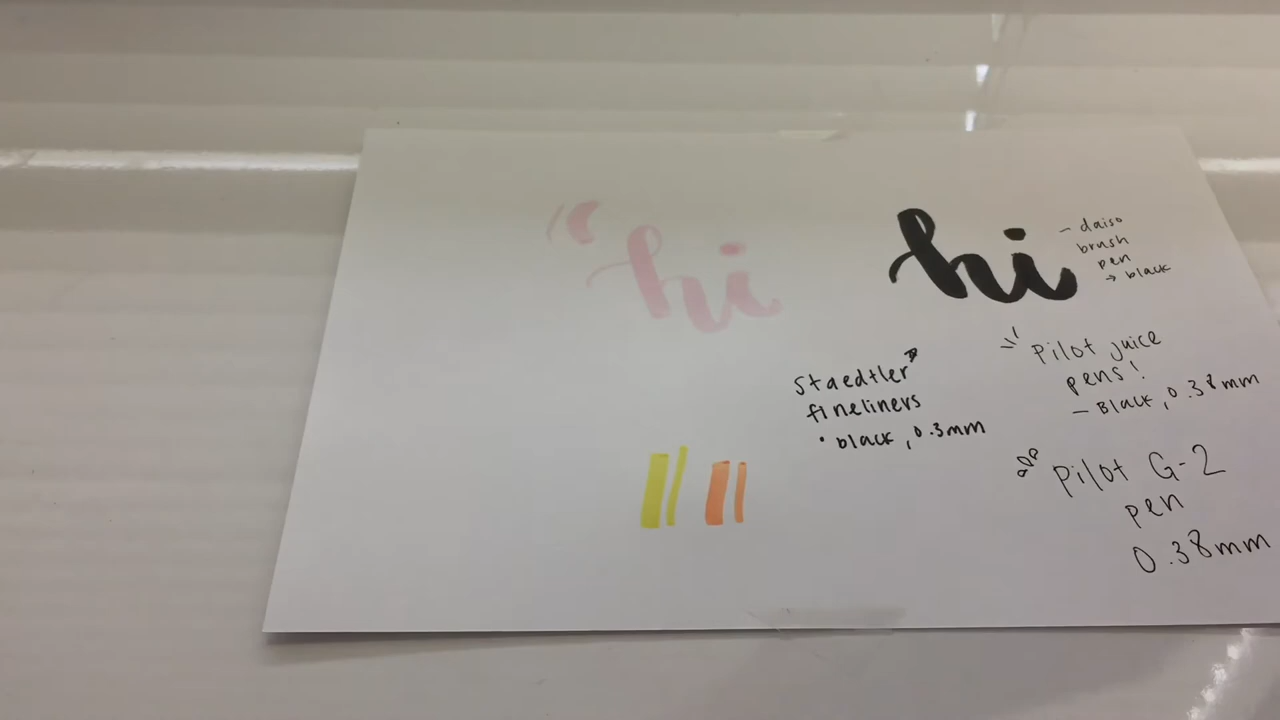 hi
hi
- daiso
brush
pen
→ black
Pilot juice
pens!
- Black, 0.38mm
Staedtler
fineliners
• black, 0.3mm
Pilot G-2
pen
0.38mm